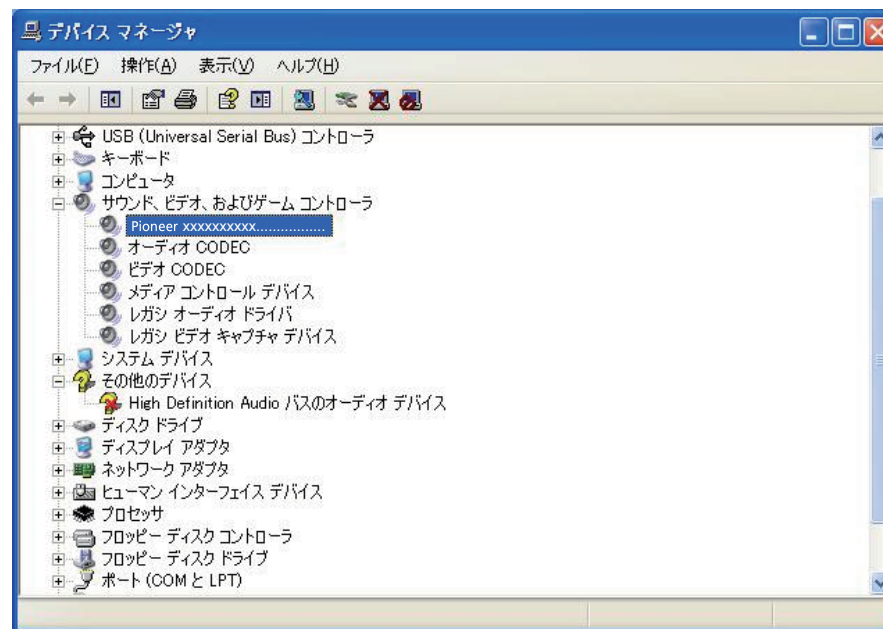 デバイス マネージャ
ファイル(F) 操作(A) 表示(V) ヘルプ(H)
USB (Universal Serial Bus) コントローラ
キーボード
コンピュータ
サウンド、ビデオ、およびゲーム コントローラ
Pioneer xxxxxxxxxx.................
オーディオ CODEC
ビデオ CODEC
メディア コントロール デバイス
レガシ オーディオ ドライバ
レガシ ビデオ キャプチャ デバイス
システム デバイス
その他のデバイス
High Definition Audio バスのオーディオ デバイス
ディスク ドライブ
ディスプレイ アダプタ
ネットワーク アダプタ
ヒューマン インターフェイス デバイス
プロセッサ
フロッピー ディスク コントローラ
フロッピー ディスク ドライブ
ポート (COM と LPT)